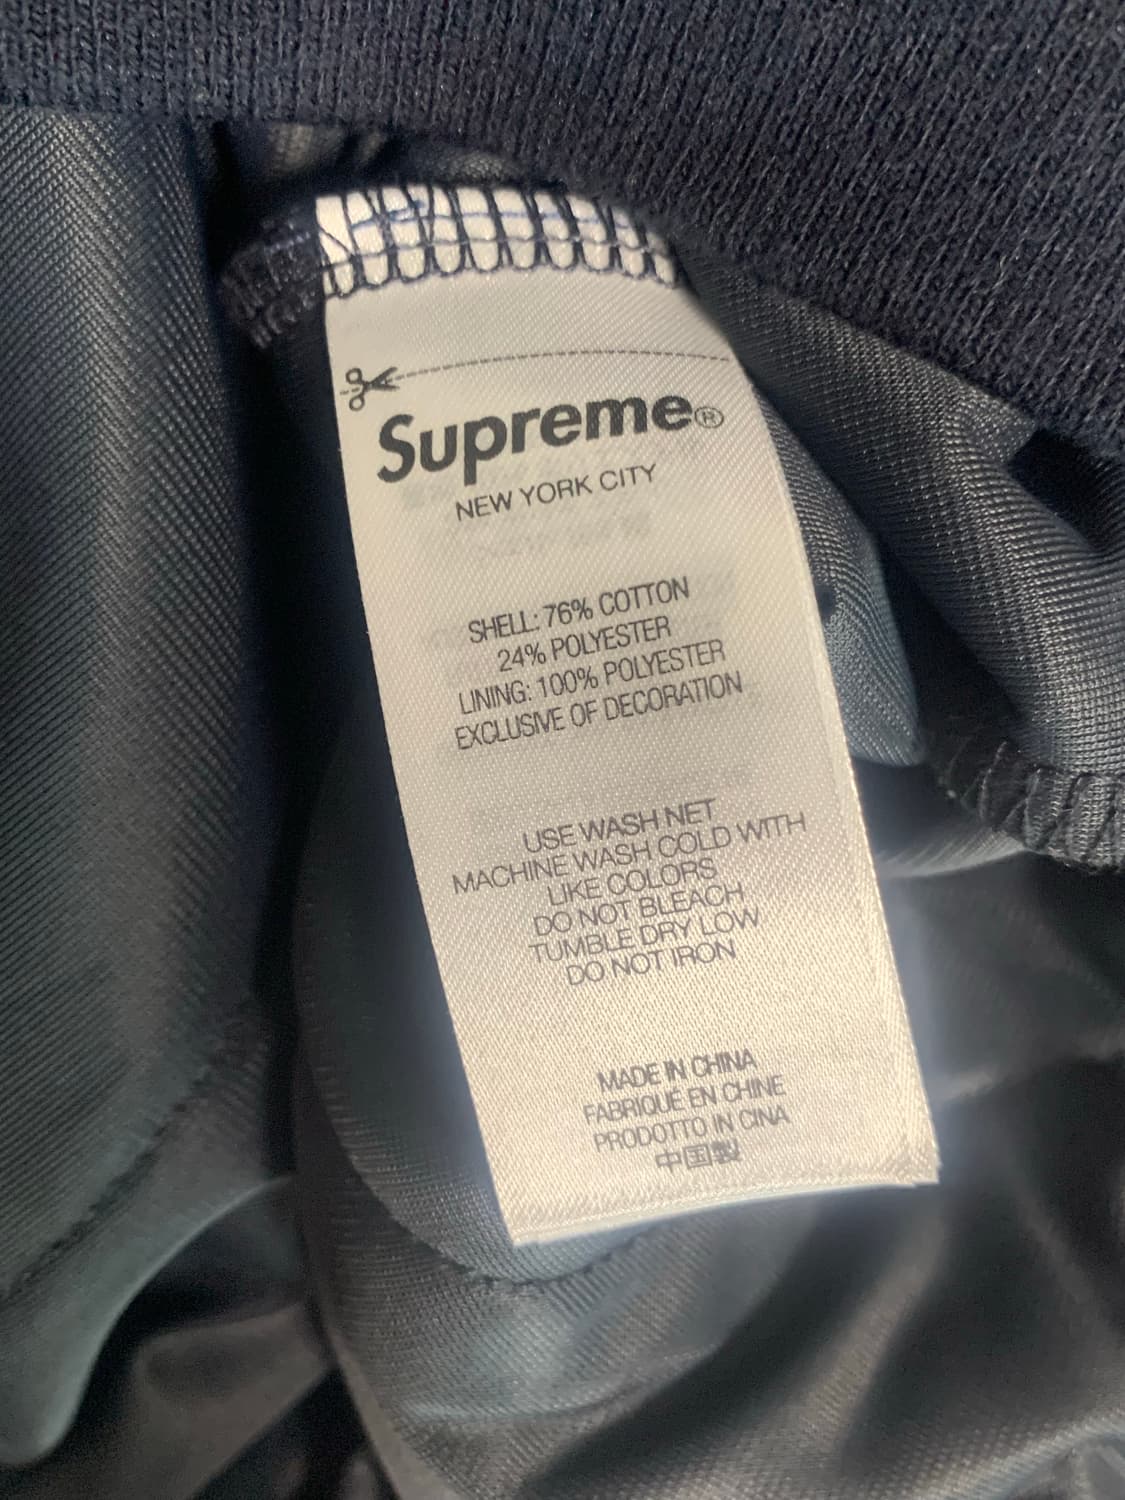 Supreme®
NEW YORK CITY
SHELL: 76% COTTON
24% POLYESTER
LINING: 100% POLYESTER
EXCLUSIVE OF DECORATION
USE WASH NET
MACHINE WASH COLD WITH
LIKE COLORS
DO NOT BLEACH
TUMBLE DRY LOW
DO NOT IRON
MADE IN CHINA
FABRIQUÉ EN CHINE
PRODOTTO IN CINA
中国製